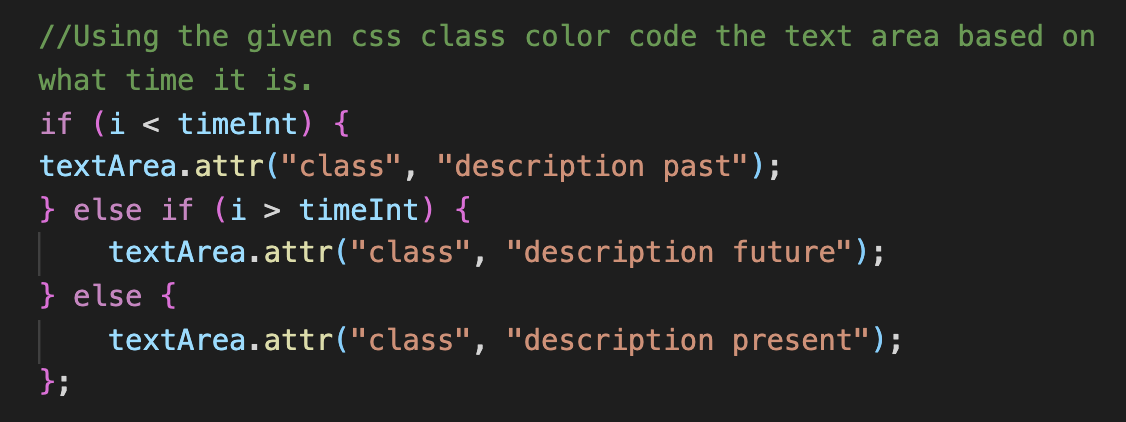 //Using the given css class color code the text area based on
what time it is.
if (i < timeInt) {
textArea.attr("class", "description past");
} else if (i > timeInt) {
    textArea.attr("class", "description future");
} else {
    textArea.attr("class", "description present");
};